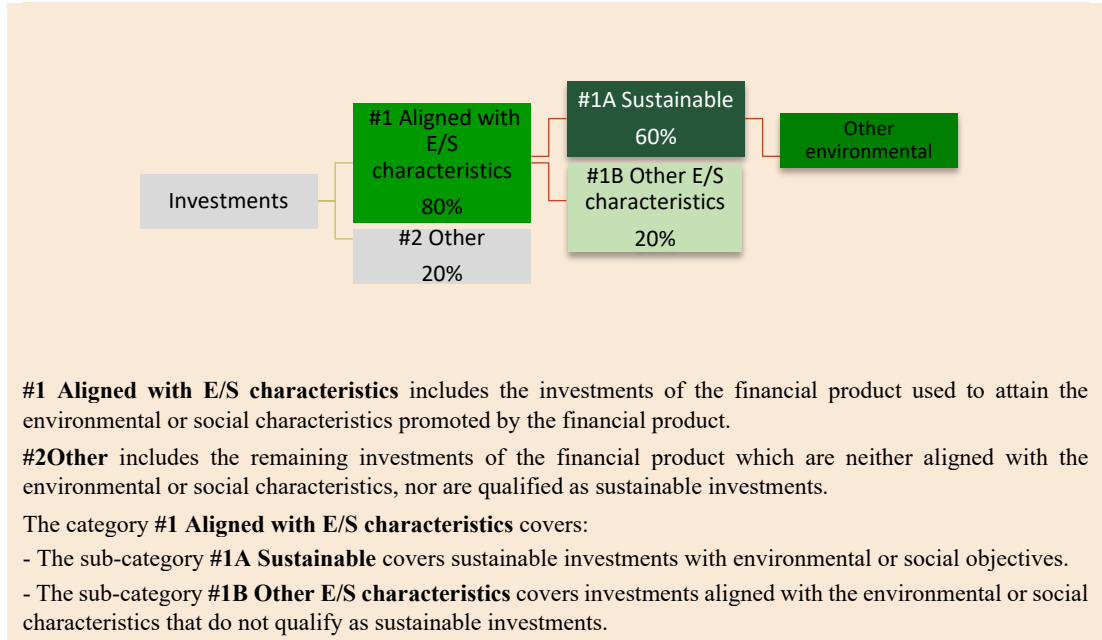 Investments
#1 Aligned with
E/S
characteristics
80%
#2 Other
20%
#1A Sustainable
60%
#1B Other E/S
characteristics
20%
Other
environmental
#1 Aligned with E/S characteristics includes the investments of the financial product used to attain the
environmental or social characteristics promoted by the financial product.
#2Other includes the remaining investments of the financial product which are neither aligned with the
environmental or social characteristics, nor are qualified as sustainable investments.
The category #1 Aligned with E/S characteristics covers:
- The sub-category #1A Sustainable covers sustainable investments with environmental or social objectives.
- The sub-category #1B Other E/S characteristics covers investments aligned with the environmental or social
characteristics that do not qualify as sustainable investments.